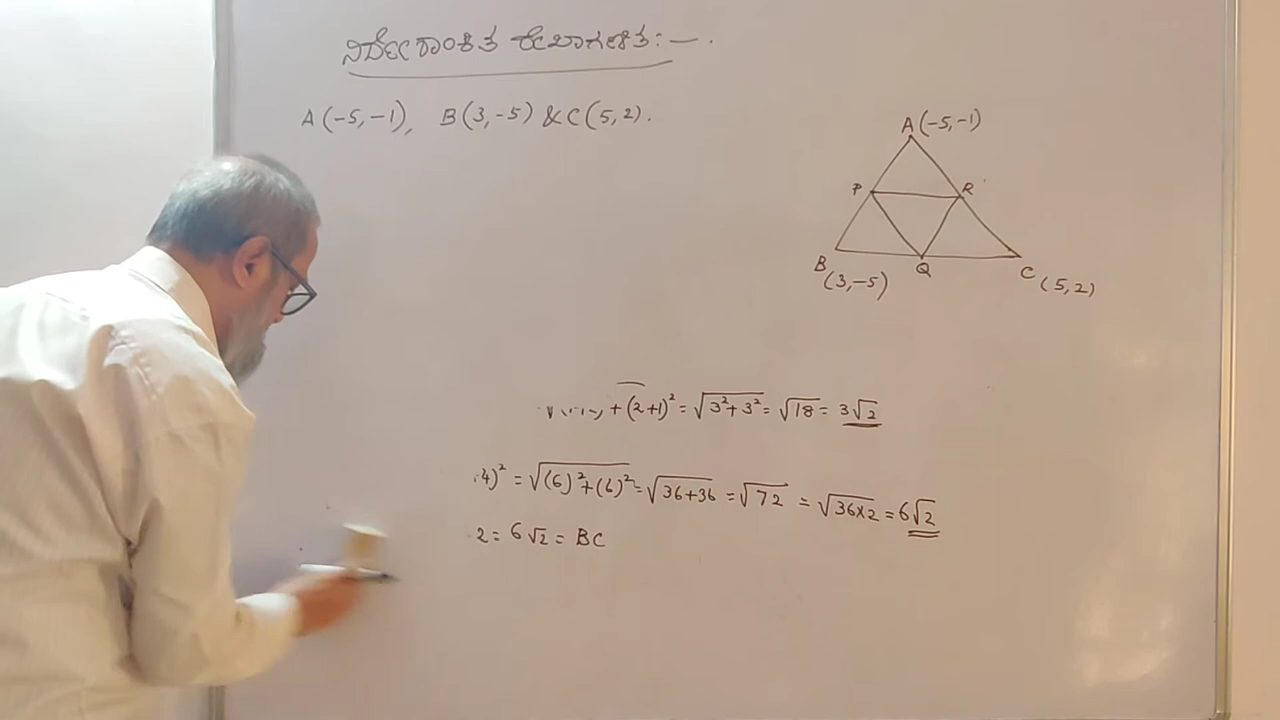 ನಿರ್ದೇಶಾಂಕಿತ ರೇಖಾಗಣಿತ:—.
A(-5,-1), B(3,-5) & C(5,2).
A(-5,-1)
P R
B Q C
(3,-5) (5,2)
+(2+1)² = √3²+3² = √18 = 3√2
4)² = √(6)²+(6)² = √36+36 = √72 = √36×2 = 6√2
2 = 6√2 = BC